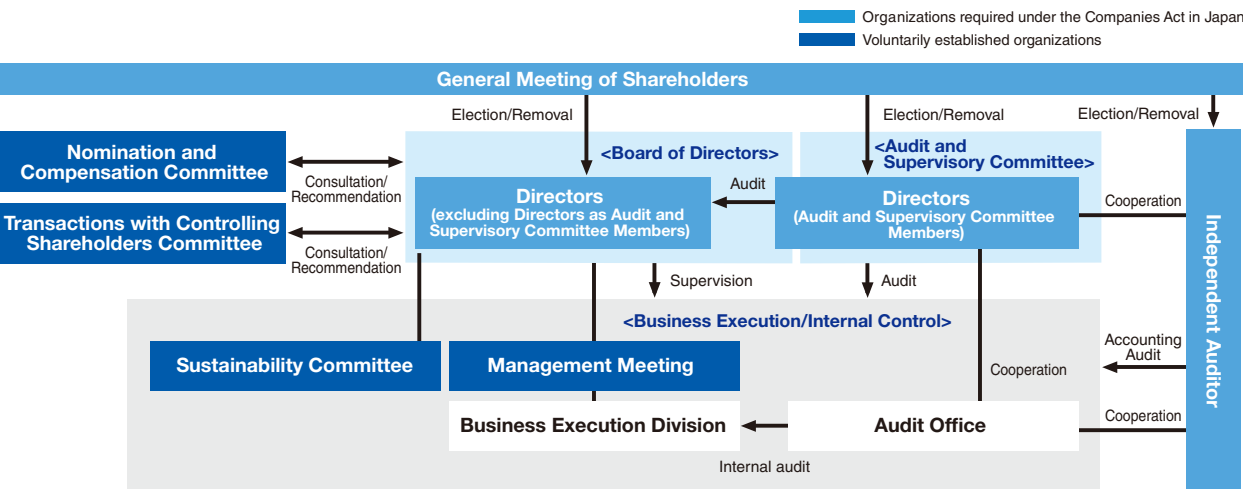 Organizations required under the Companies Act in Japan
Voluntarily established organizations
General Meeting of Shareholders
Election/Removal
Election/Removal
Election/Removal
Nomination and
Compensation Committee
Consultation/
Recommendation
Transactions with Controlling
Shareholders Committee
Consultation/
Recommendation
<Board of Directors>
Directors
(excluding Directors as Audit and
Supervisory Committee Members)
Audit
<Audit and
Supervisory Committee>
Directors
(Audit and Supervisory Committee
Members)
Cooperation
Independent Auditor
Supervision
Audit
<Business Execution/Internal Control>
Sustainability Committee
Management Meeting
Cooperation
Accounting
Audit
Business Execution Division
Audit Office
Cooperation
Internal audit